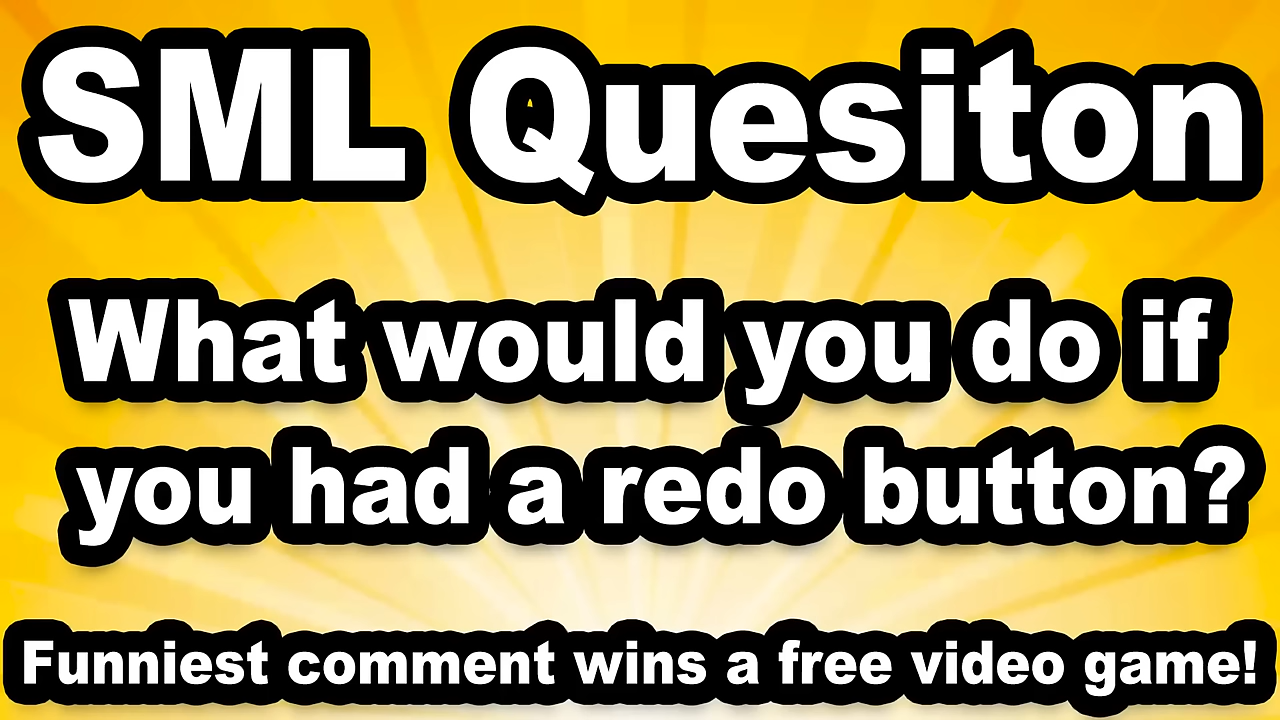 SML Quesiton
What would you do if
you had a redo button?
Funniest comment wins a free video game!